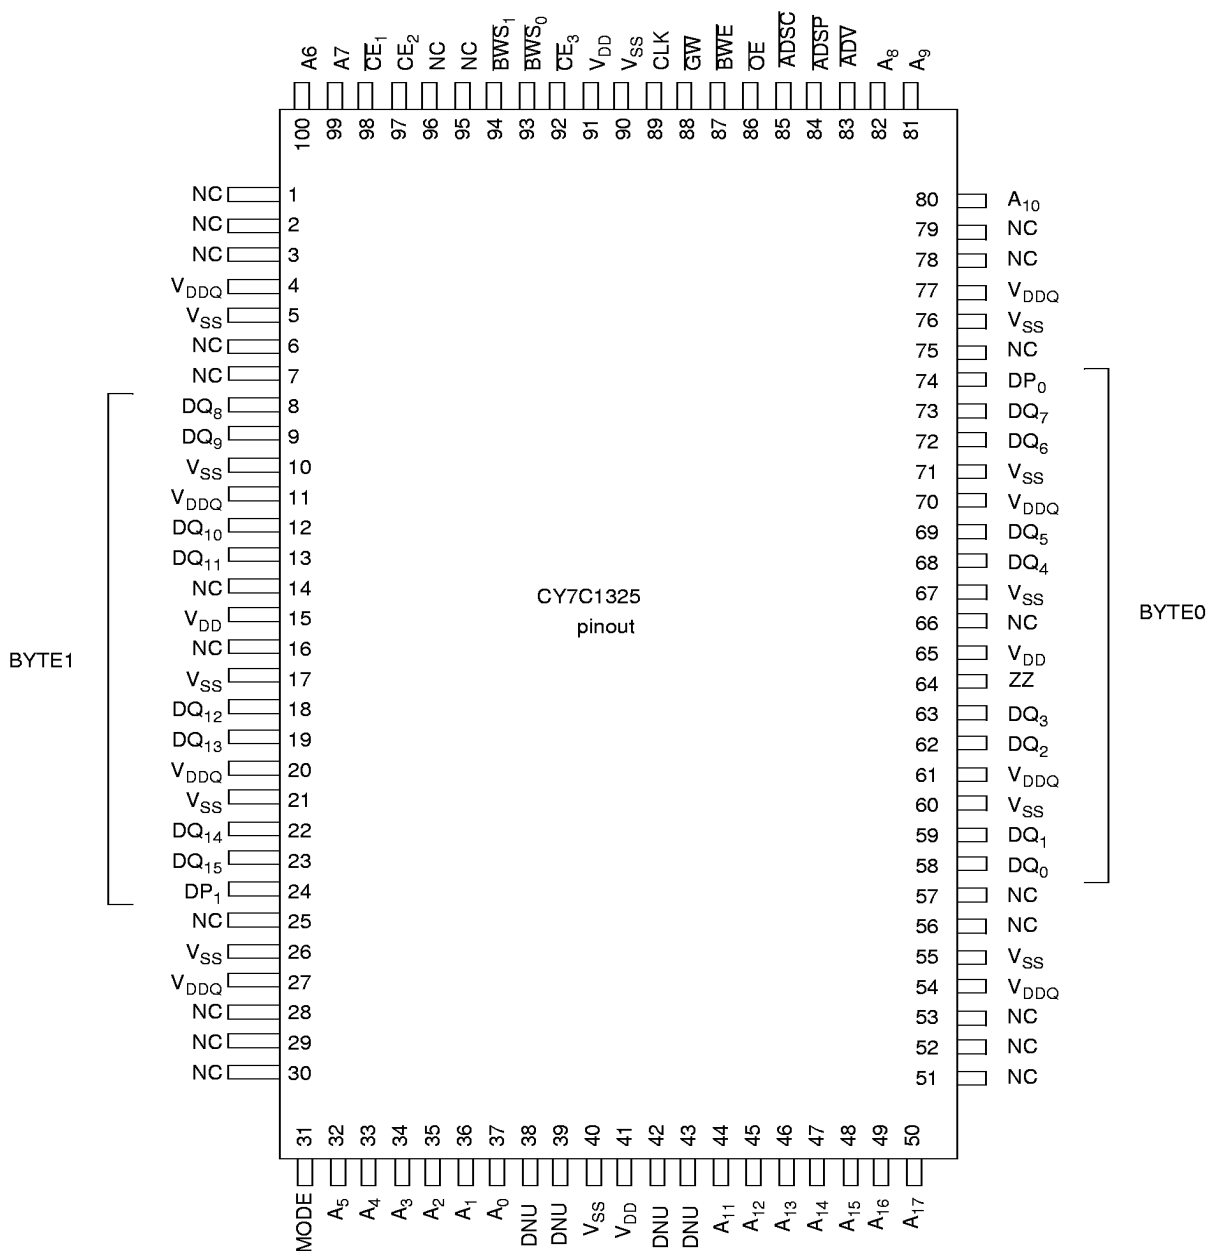 A6 A7 CE1 CE2 NC NC BWS1 BWS0 CE3 VDD VSS CLK GW BWE OE ADSC ADSP ADV A8 A9
100 99 98 97 96 95 94 93 92 91 90 89 88 87 86 85 84 83 82 81
NC 1 80 A10
NC 2 79 NC
NC 3 78 NC
VDDQ 4 77 VDDQ
VSS 5 76 VSS
NC 6 75 NC
NC 7 74 DP0
DQ8 8 73 DQ7
DQ9 9 72 DQ6
VSS 10 71 VSS
VDDQ 11 70 VDDQ
DQ10 12 69 DQ5
DQ11 13 68 DQ4
NC 14 CY7C1325 67 VSS
VDD 15 pinout 66 NC BYTE0
NC 16 65 VDD
BYTE1 VSS 17 64 ZZ
DQ12 18 63 DQ3
DQ13 19 62 DQ2
VDDQ 20 61 VDDQ
VSS 21 60 VSS
DQ14 22 59 DQ1
DQ15 23 58 DQ0
DP1 24 57 NC
NC 25 56 NC
VSS 26 55 VSS
VDDQ 27 54 VDDQ
NC 28 53 NC
NC 29 52 NC
NC 30 51 NC
31 32 33 34 35 36 37 38 39 40 41 42 43 44 45 46 47 48 49 50
MODE A5 A4 A3 A2 A1 A0 DNU DNU VSS VDD DNU DNU A11 A12 A13 A14 A15 A16 A17